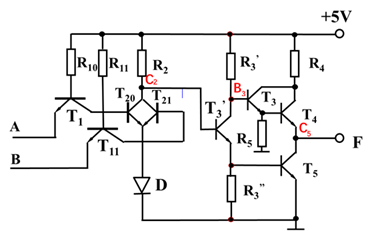 +5V
R10 R11 R2 R3' R4
C2
B3
T20 T21 T3 T4
A T1 T3' R5 C5 F
B T11
D R3" T5